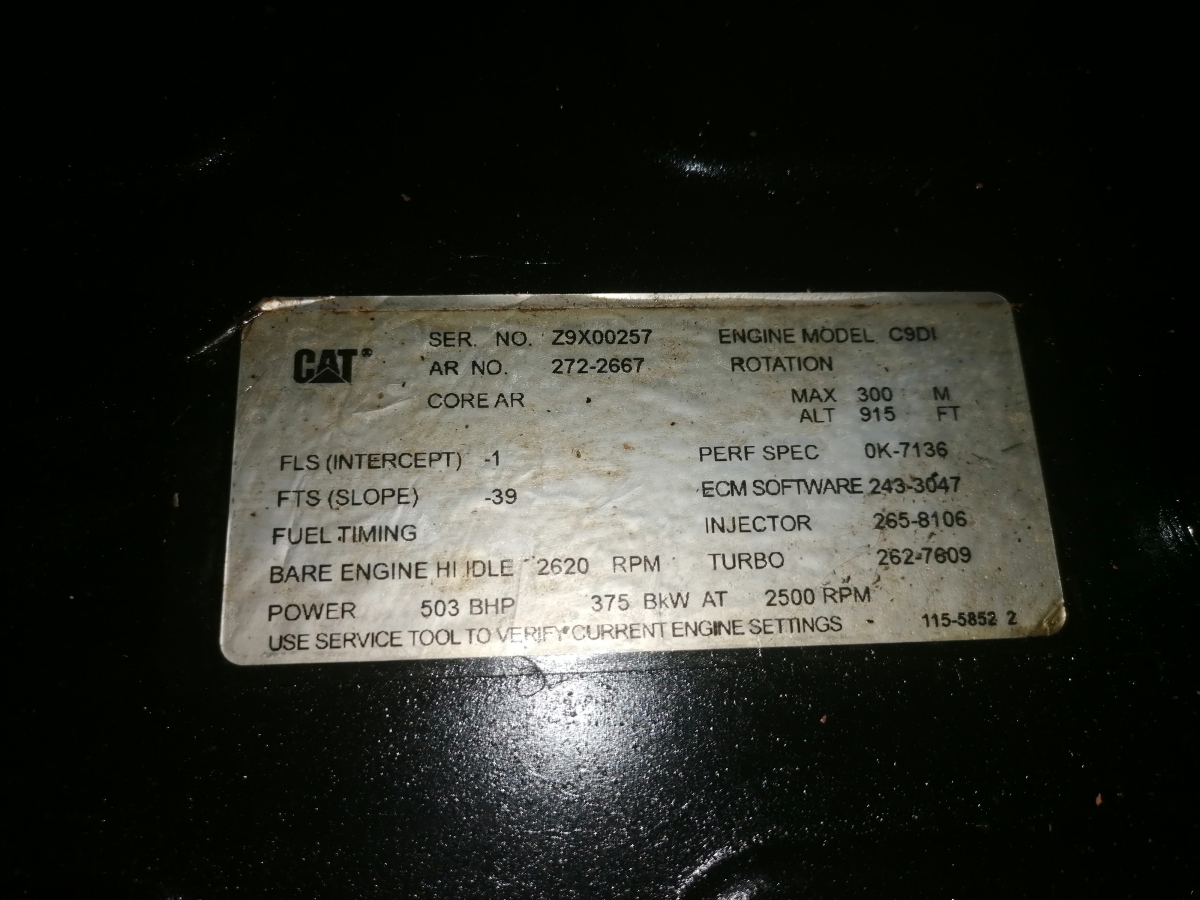 CAT®
SER. NO. Z9X00257 ENGINE MODEL C9DI
AR NO. 272-2667 ROTATION
CORE AR MAX 300 M
ALT 915 FT
FLS (INTERCEPT) -1 PERF SPEC 0K-7136
FTS (SLOPE) -39 ECM SOFTWARE 243-3047
FUEL TIMING INJECTOR 265-8106
BARE ENGINE HI IDLE 2620 RPM TURBO 262-7609
POWER 503 BHP 375 BkW AT 2500 RPM
USE SERVICE TOOL TO VERIFY CURRENT ENGINE SETTINGS 115-5852 2